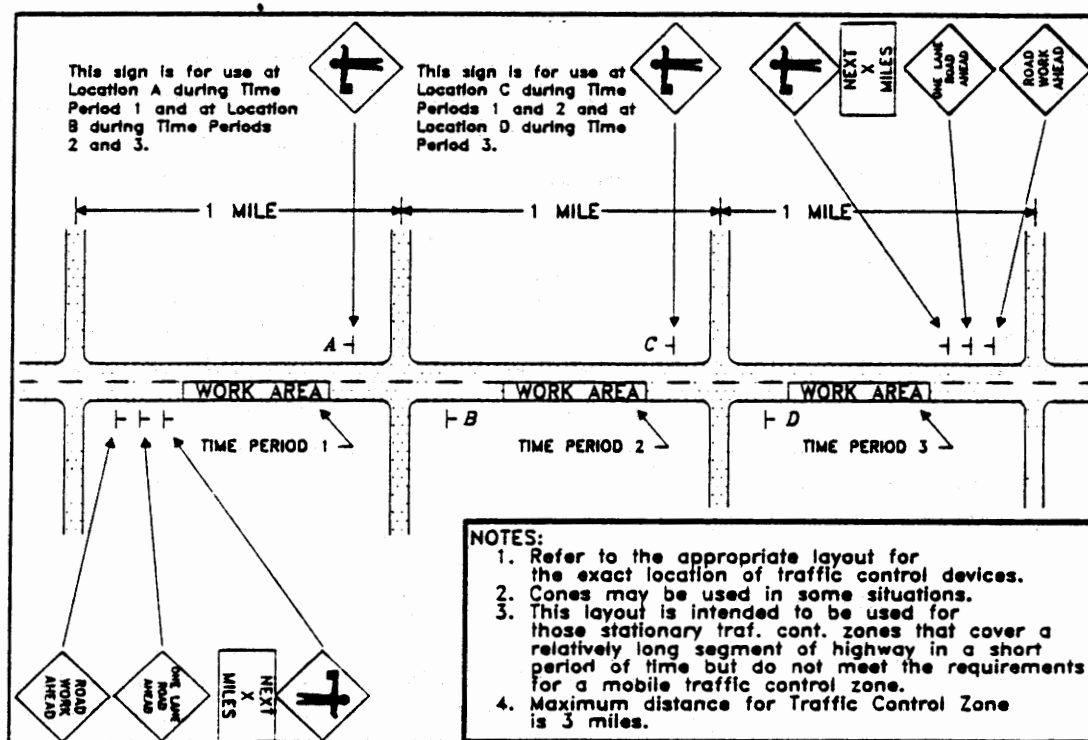 This sign is for use at
Location A during Time
Period 1 and at Location
B during Time Periods
2 and 3.
This sign is for use at
Location C during Time
Periods 1 and 2 and at
Location D during Time
Period 3.
NEXT
X
MILES
ONE LANE
ROAD
AHEAD
ROAD
WORK
AHEAD
1 MILE
1 MILE
1 MILE
A
C
WORK AREA
WORK AREA
WORK AREA
B
D
TIME PERIOD 1
TIME PERIOD 2
TIME PERIOD 3
ROAD
WORK
AHEAD
ONE LANE
ROAD
AHEAD
NEXT
X
MILES
NOTES:
1. Refer to the appropriate layout for
the exact location of traffic control devices.
2. Cones may be used in some situations.
3. This layout is intended to be used for
those stationary traf. cont. zones that cover a
relatively long segment of highway in a short
period of time but do not meet the requirements
for a mobile traffic control zone.
4. Maximum distance for Traffic Control Zone
is 3 miles.